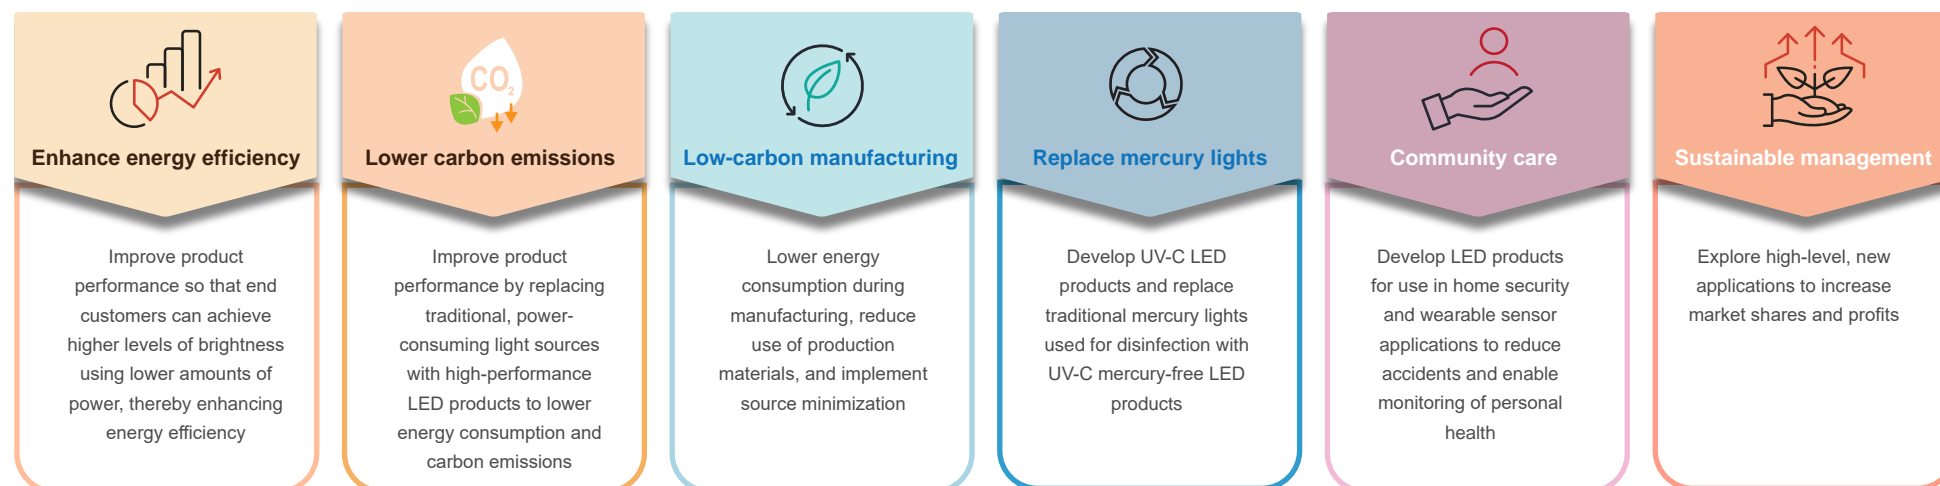 Enhance energy efficiency
Improve product
performance so that end
customers can achieve
higher levels of brightness
using lower amounts of
power, thereby enhancing
energy efficiency
CO2
Lower carbon emissions
Improve product
performance by replacing
traditional, power-
consuming light sources
with high-performance
LED products to lower
energy consumption and
carbon emissions
Low-carbon manufacturing
Lower energy
consumption during
manufacturing, reduce
use of production
materials, and implement
source minimization
Replace mercury lights
Develop UV-C LED
products and replace
traditional mercury lights
used for disinfection with
UV-C mercury-free LED
products
Community care
Develop LED products
for use in home security
and wearable sensor
applications to reduce
accidents and enable
monitoring of personal
health
Sustainable management
Explore high-level, new
applications to increase
market shares and profits